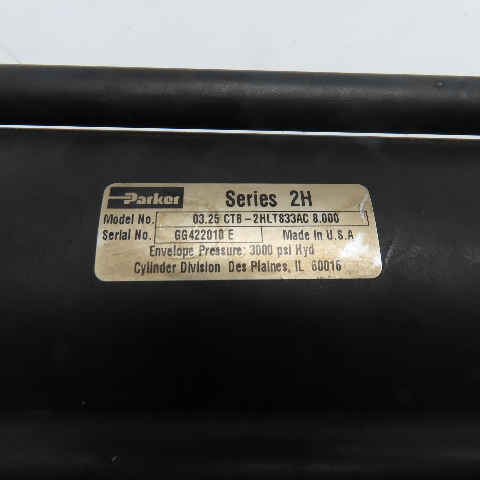 Parker Series 2H
Model No. 03.25 CTB-2HLTS33AC 8.000
Serial No. GG422010 E Made in U.S.A
Envelope Pressure: 3000 psi Hyd
Cylinder Division Des Plaines, IL 60016